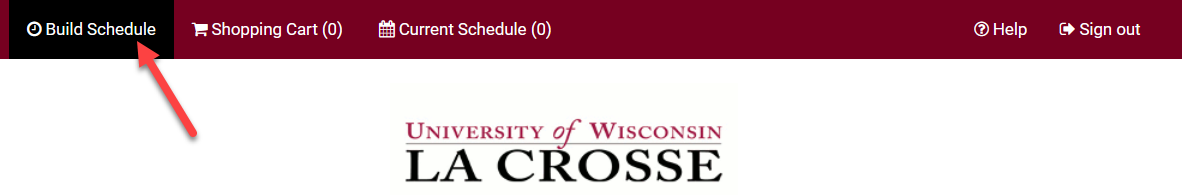 Build Schedule Shopping Cart (0) Current Schedule (0) Help Sign out
UNIVERSITY of WISCONSIN
LA CROSSE